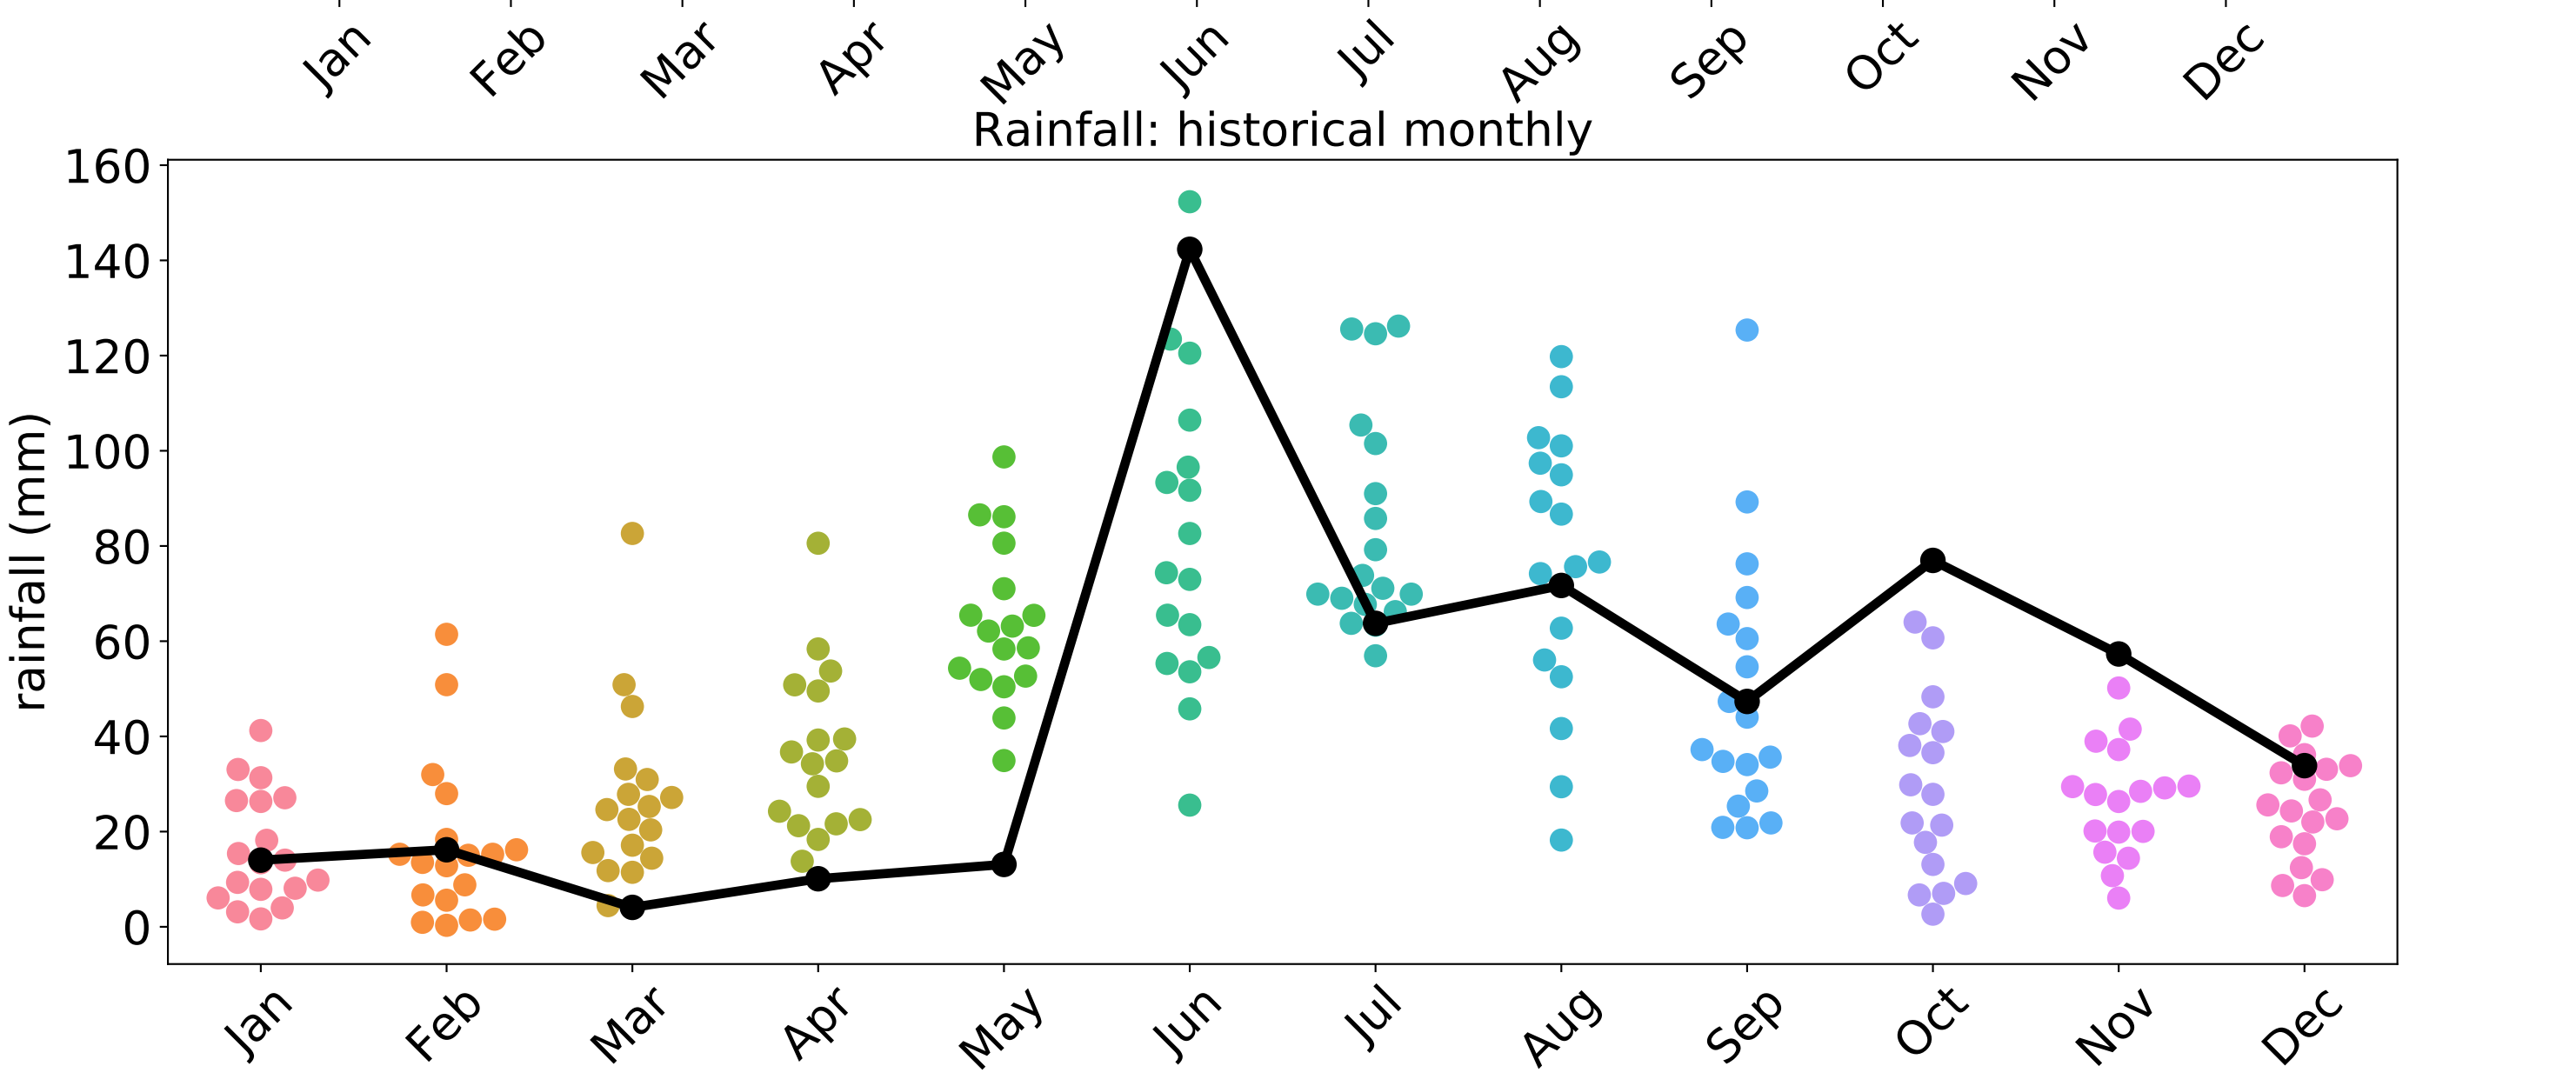 Jan Feb Mar Apr May Jun Jul Aug Sep Oct Nov Dec
Rainfall: historical monthly
rainfall (mm)
160
140
120
100
80
60
40
20
0
Jan Feb Mar Apr May Jun Jul Aug Sep Oct Nov Dec